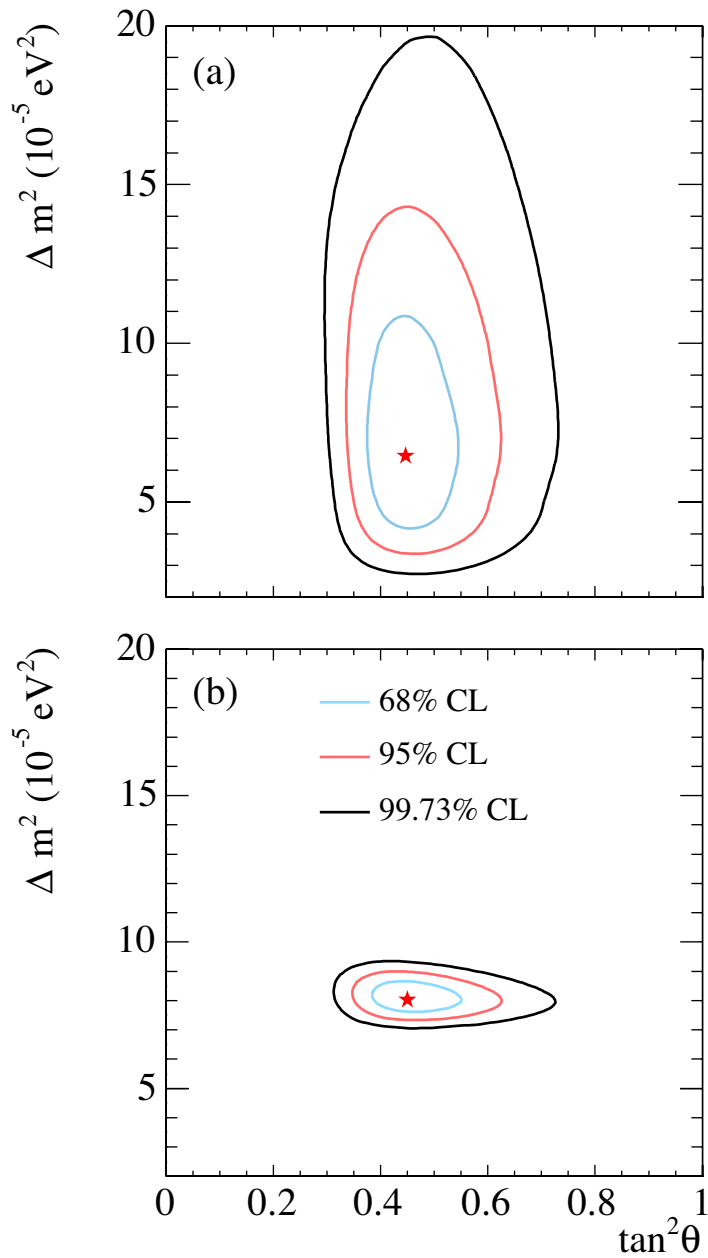 20
(a)
Δ m² (10⁻⁵ eV²)
15
10
5
20
(b)
Δ m² (10⁻⁵ eV²)
68% CL
95% CL
99.73% CL
15
10
5
0 0.2 0.4 0.6 0.8 1
tan²θ